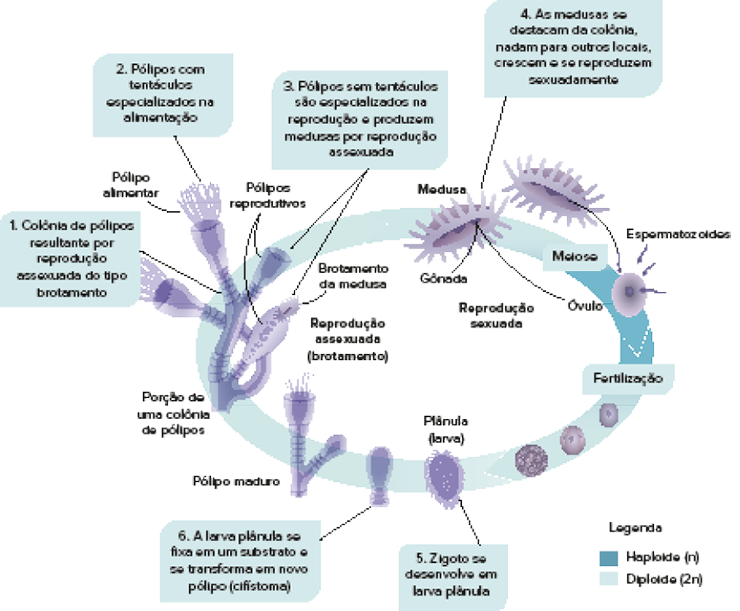 4. As medusas se
destacam da colônia,
nadam para outros locais,
crescem e se reproduzem
sexuadamente
2. Pólipos com
tentáculos
especializados na
alimentação
3. Pólipos sem tentáculos
são especializados na
reprodução e produzem
medusas por reprodução
assexuada
Pólipo
alimentar
Pólipos
reprodutivos
Medusa
1. Colônia de pólipos
resultante por
reprodução
assexuada do tipo
brotamento
Espermatozoides
Meiose
Brotamento
da medusa
Gônada
Óvulo
Reprodução
sexuada
Reprodução
assexuada
(brotamento)
Fertilização
Porção de
uma colônia
de pólipos
Plânula
(larva)
Pólipo maduro
6. A larva plânula se
fixa em um substrato e
se transforma em novo
pólipo (cifístoma)
5. Zigoto se
desenvolve em
larva plânula
Legenda
Haploide (n)
Diploide (2n)